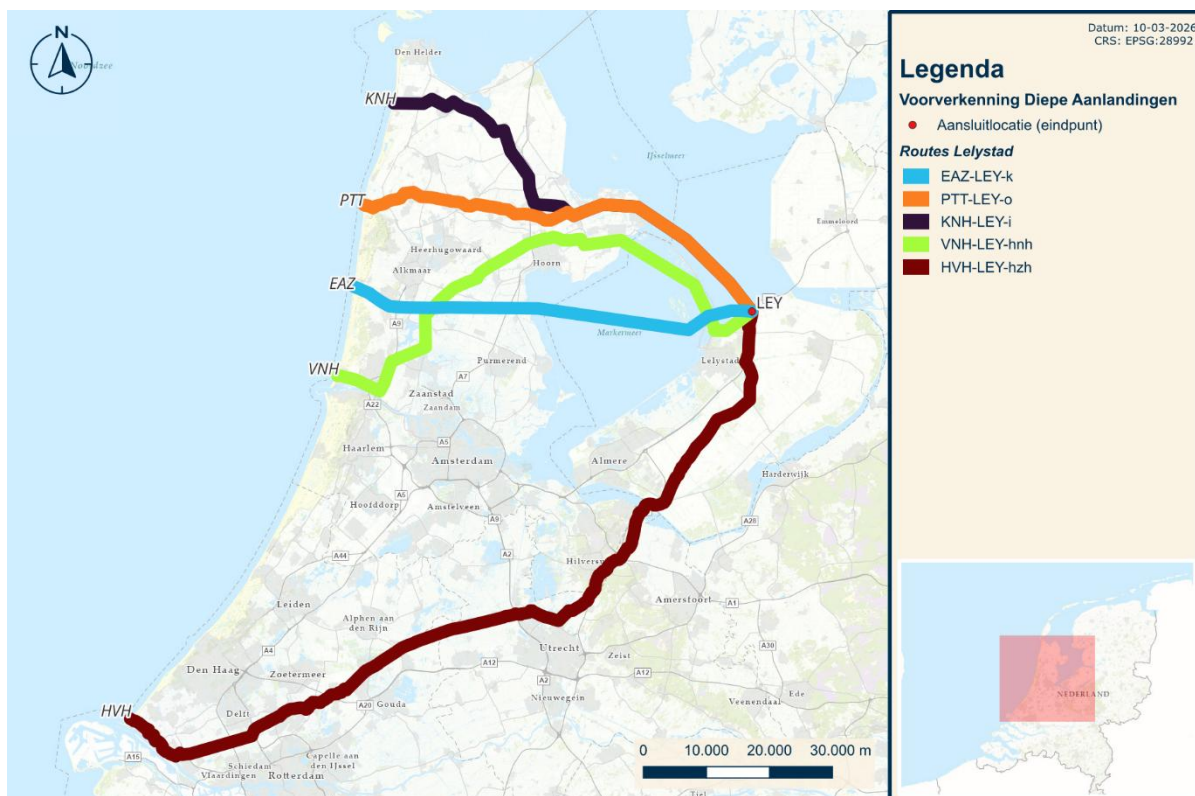 N
Noordzee
Den Helder
KNH
IJsselmeer
PTT
Emmeloord
Heerhugowaard
Hoorn
Alkmaar
EAZ
A9
Markermeer
LEY
Purmerend
Lelystad
VNH
A7
Zaanstad
A22
Zaandam
Haarlem
A5
Amsterdam
Almere
Harderwijk
A5
Hoofddorp
Amstelveen
A9
A28
A44
A2
Hilversum
Leiden
Amersfoort
A1
Alphen aan
den Rijn
Utrecht
A30
Den Haag
A4
Zoetermeer
A12
Zeist
A12
A2
Ede
Nieuwegein
Veenendaal
HVH
Delft
A20
Gouda
A15
Schiedam
Capelle aan
den IJssel
Vlaardingen
Rotterdam
Tiel
0 10.000 20.000 30.000 m
Datum: 10-03-2026
CRS: EPSG:28992
Legenda
Voorverkenning Diepe Aanlandingen
Aansluitlocatie (eindpunt)
Routes Lelystad
EAZ-LEY-k
PTT-LEY-o
KNH-LEY-i
VNH-LEY-hnh
HVH-LEY-hzh
NEDERLAND